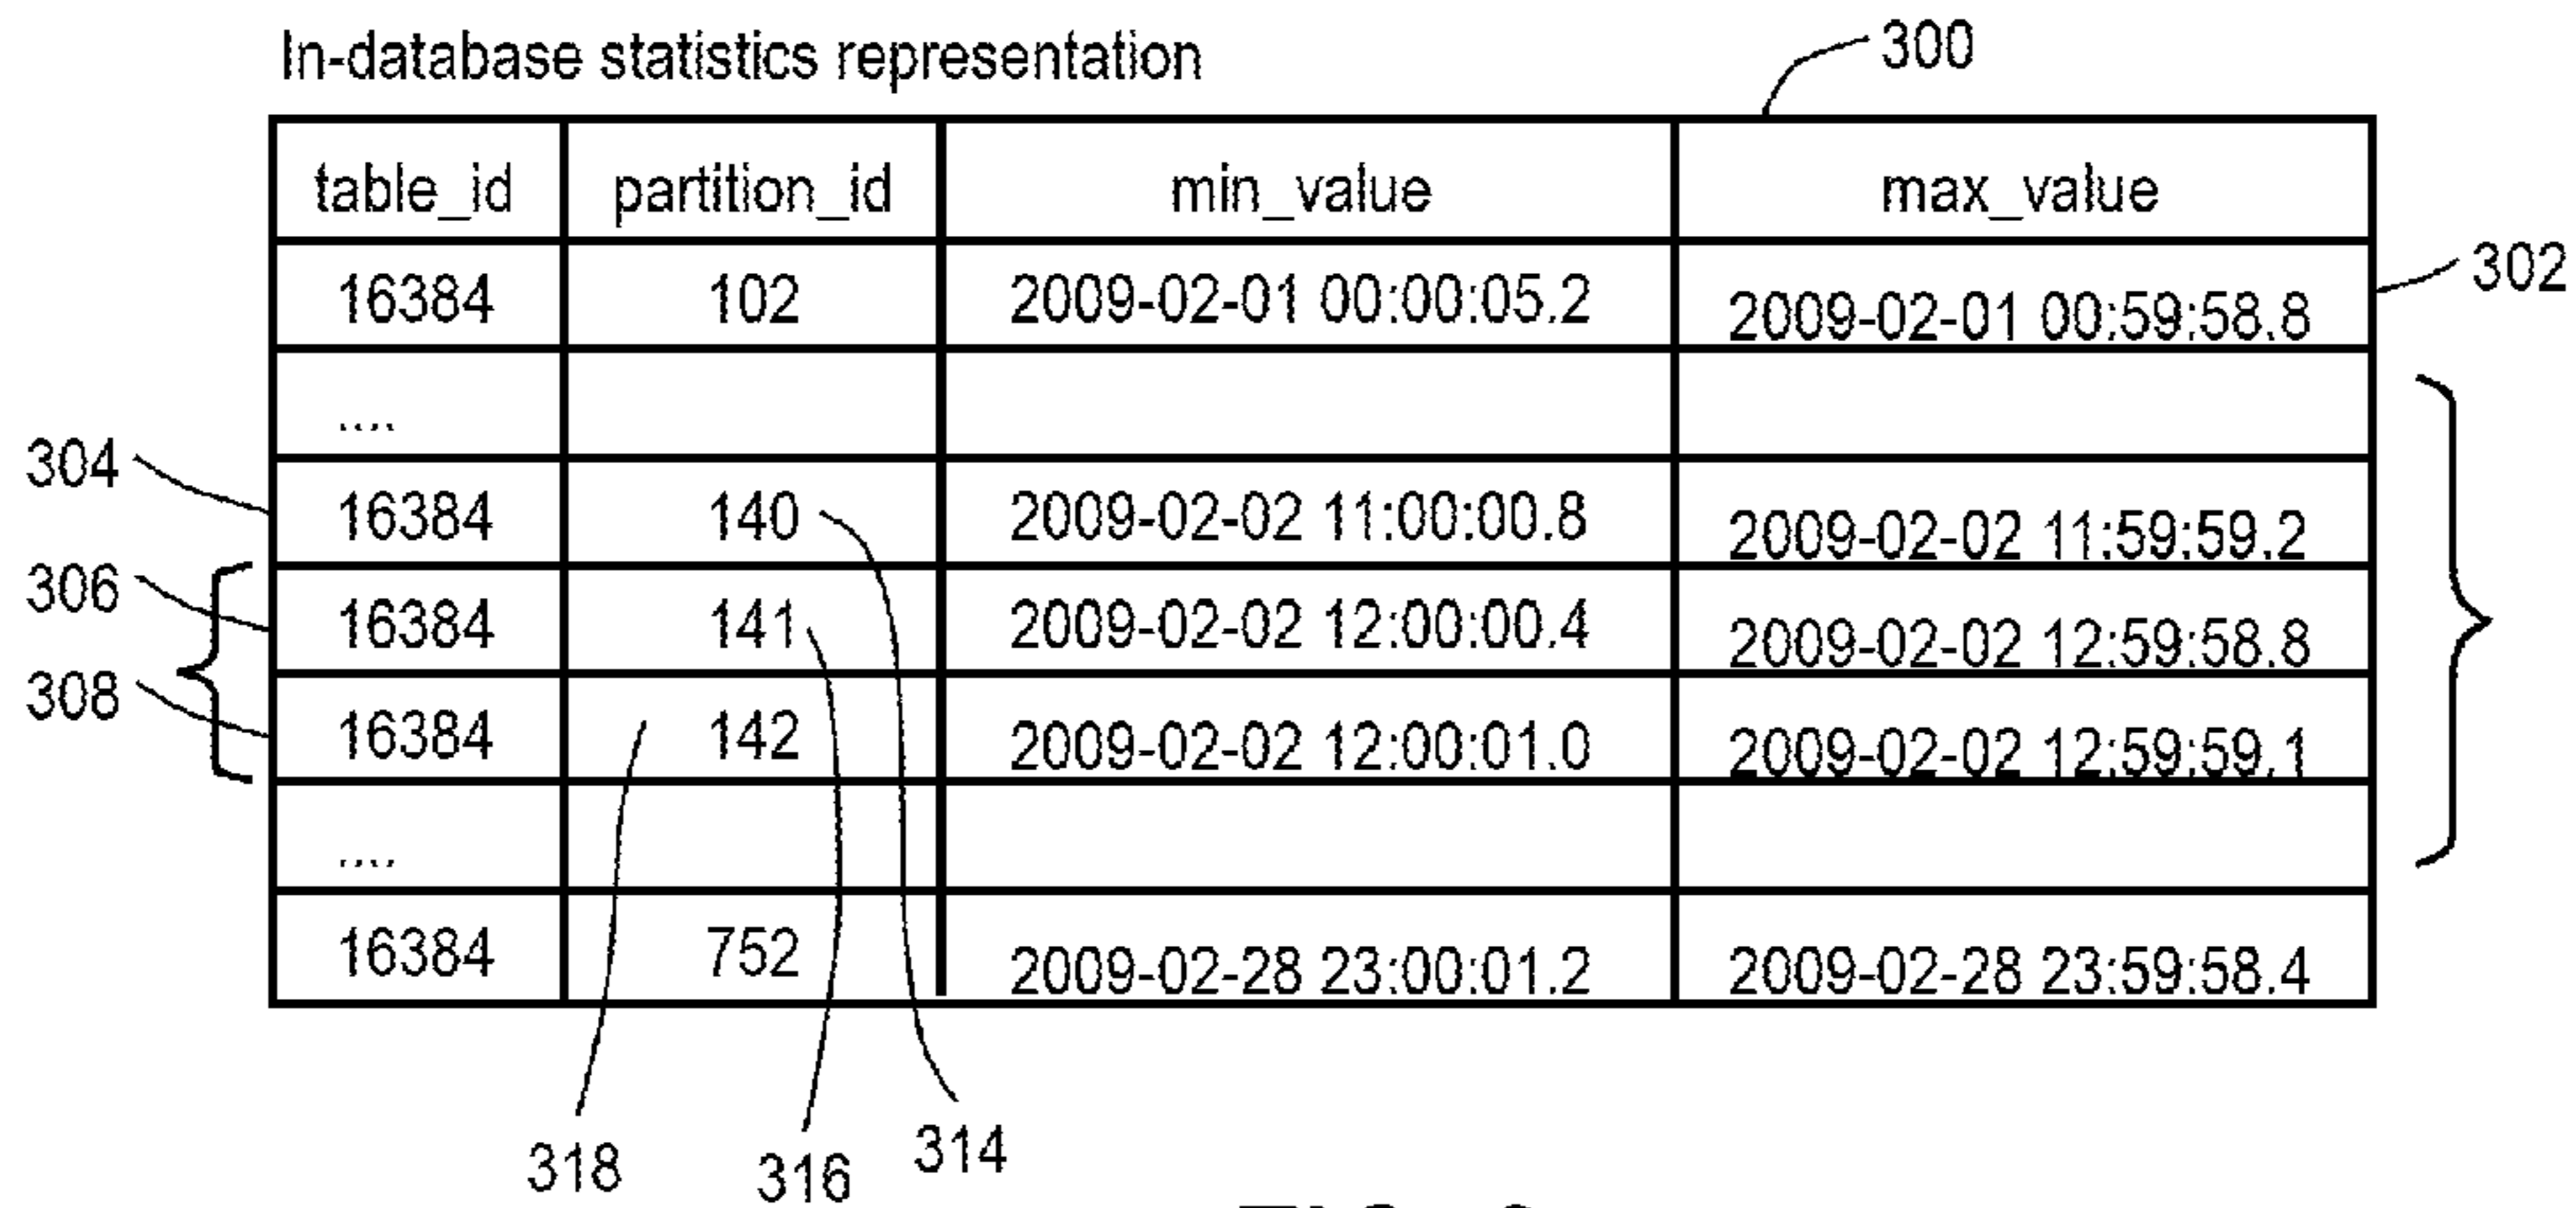 In-database statistics representation
300
table_id partition_id min_value max_value
16384 102 2009-02-01 00:00:05.2 2009-02-01 00:59:58.8
302
....
304
16384 140 2009-02-02 11:00:00.8 2009-02-02 11:59:59.2
306
16384 141 2009-02-02 12:00:00.4 2009-02-02 12:59:58.8
308
16384 142 2009-02-02 12:00:01.0 2009-02-02 12:59:59.1
....
16384 752 2009-02-28 23:00:01.2 2009-02-28 23:59:58.4
318 316 314